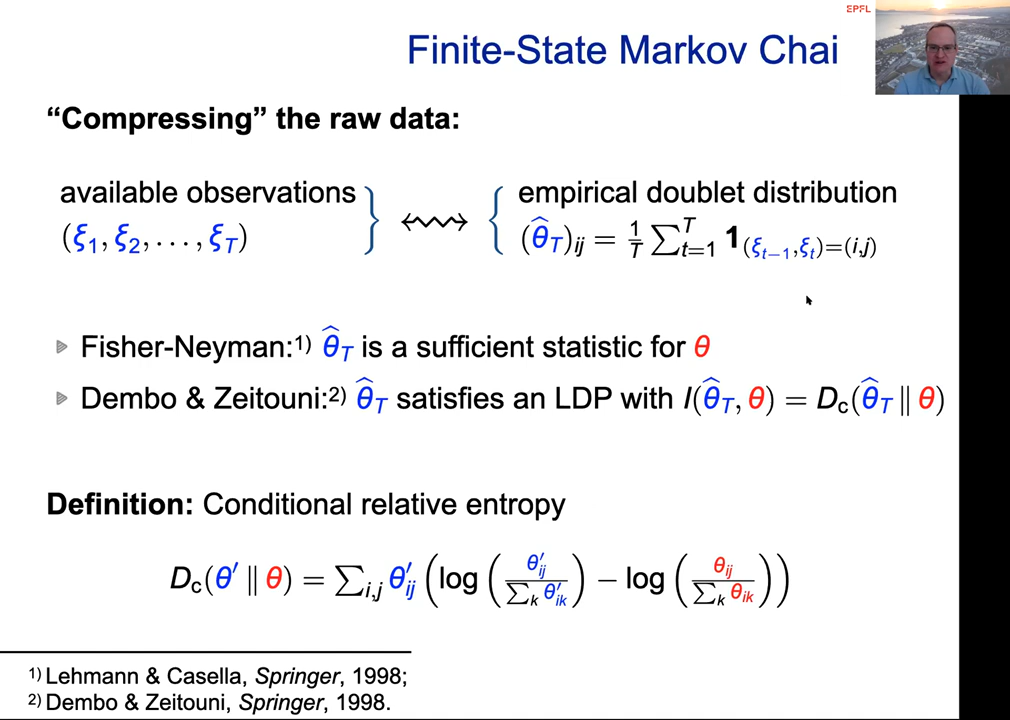 EPFL
Finite-State Markov Chai
“Compressing” the raw data:
available observations
(ξ₁, ξ₂, . . . , ξ_T)
empirical doublet distribution
(θ̂_T)_ij = 1/T ∑_{t=1}^T 1_{(ξ_{t−1},ξ_t)=(i,j)}
Fisher-Neyman:¹⁾ θ̂_T is a sufficient statistic for θ
Dembo & Zeitouni:²⁾ θ̂_T satisfies an LDP with I(θ̂_T, θ) = D_c(θ̂_T ∥ θ)
Definition: Conditional relative entropy
D_c(θ′ ∥ θ) = ∑_{i,j} θ′_ij (log (θ′_ij / ∑_k θ′_ik) − log (θ_ij / ∑_k θ_ik))
1) Lehmann & Casella, Springer, 1998;
2) Dembo & Zeitouni, Springer, 1998.